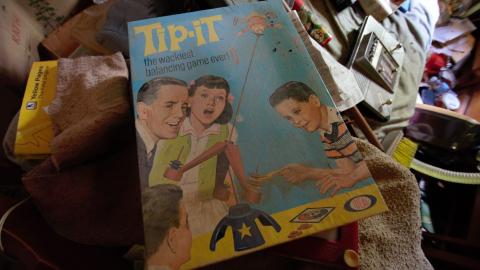 TIP-IT
the wackiest
balancing game ever!
Yellow Pages